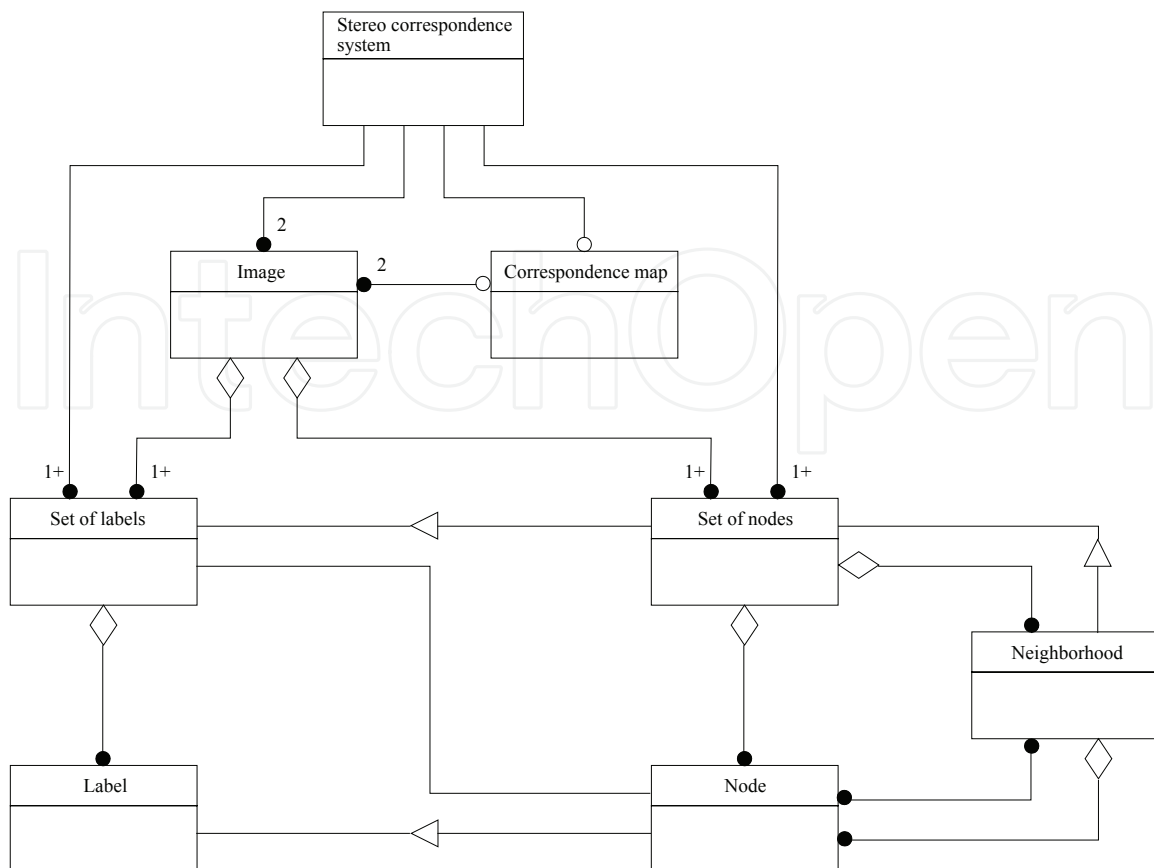 Stereo correspondence
system
2
Image
2
Correspondence map
IntechOpen
1+
1+
1+
1+
Set of labels
Set of nodes
Neighborhood
Label
Node